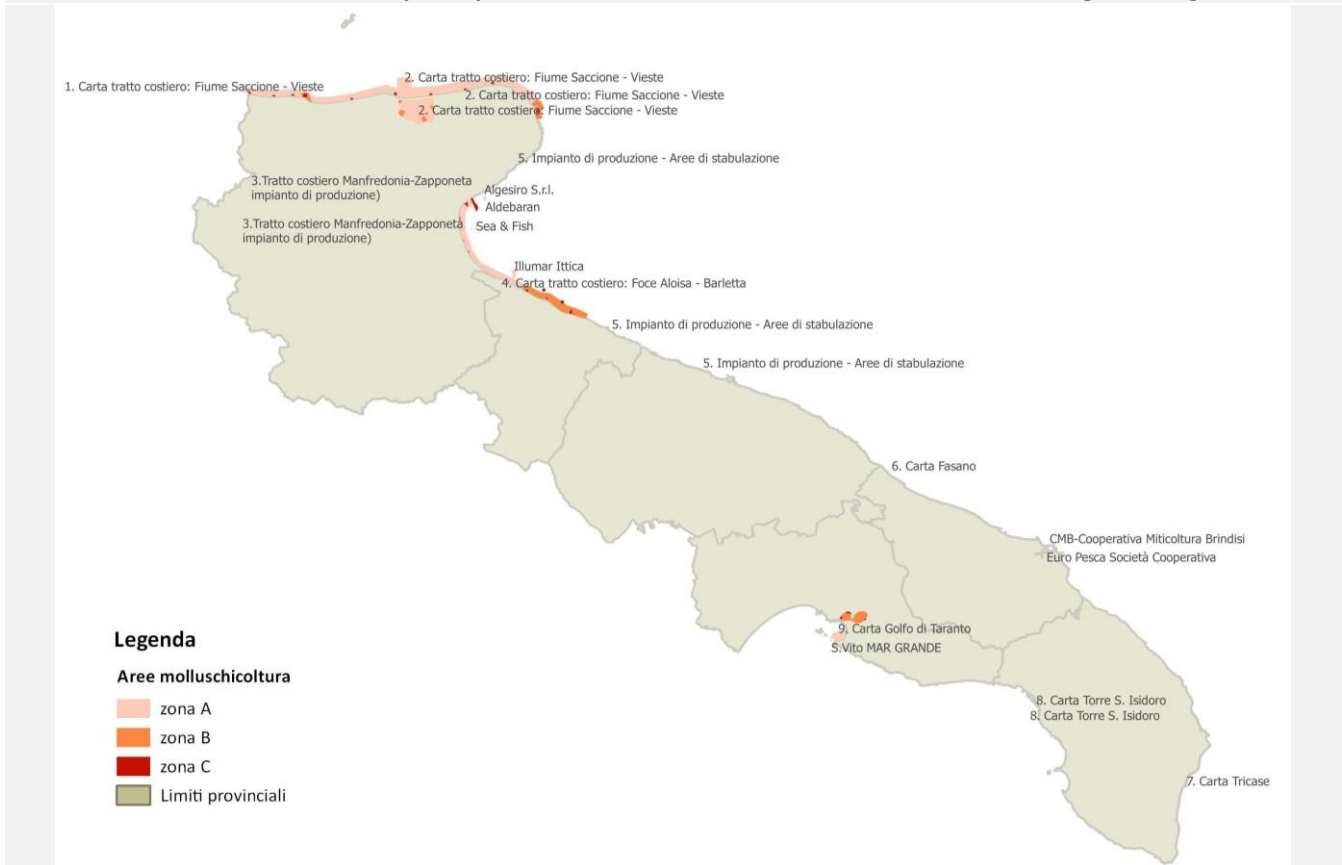 1. Carta tratto costiero: Fiume Saccione - Vieste
2. Carta tratto costiero: Fiume Saccione - Vieste
2. Carta tratto costiero: Fiume Saccione - Vieste
2. Carta tratto costiero: Fiume Saccione - Vieste
5. Impianto di produzione - Aree di stabulazione
3.Tratto costiero Manfredonia-Zapponeta
impianto di produzione)
Algesiro S.r.l.
Aldebaran
3.Tratto costiero Manfredonia-Zapponeta
impianto di produzione)
Sea & Fish
Illumar Ittica
4. Carta tratto costiero: Foce Aloisa - Barletta
5. Impianto di produzione - Aree di stabulazione
5. Impianto di produzione - Aree di stabulazione
6. Carta Fasano
CMB-Cooperativa Miticoltura Brindisi
Euro Pesca Società Cooperativa
9. Carta Golfo di Taranto
S.Vito MAR GRANDE
8. Carta Torre S. Isidoro
8. Carta Torre S. Isidoro
7. Carta Tricase
Legenda
Aree molluschicoltura
zona A
zona B
zona C
Limiti provinciali